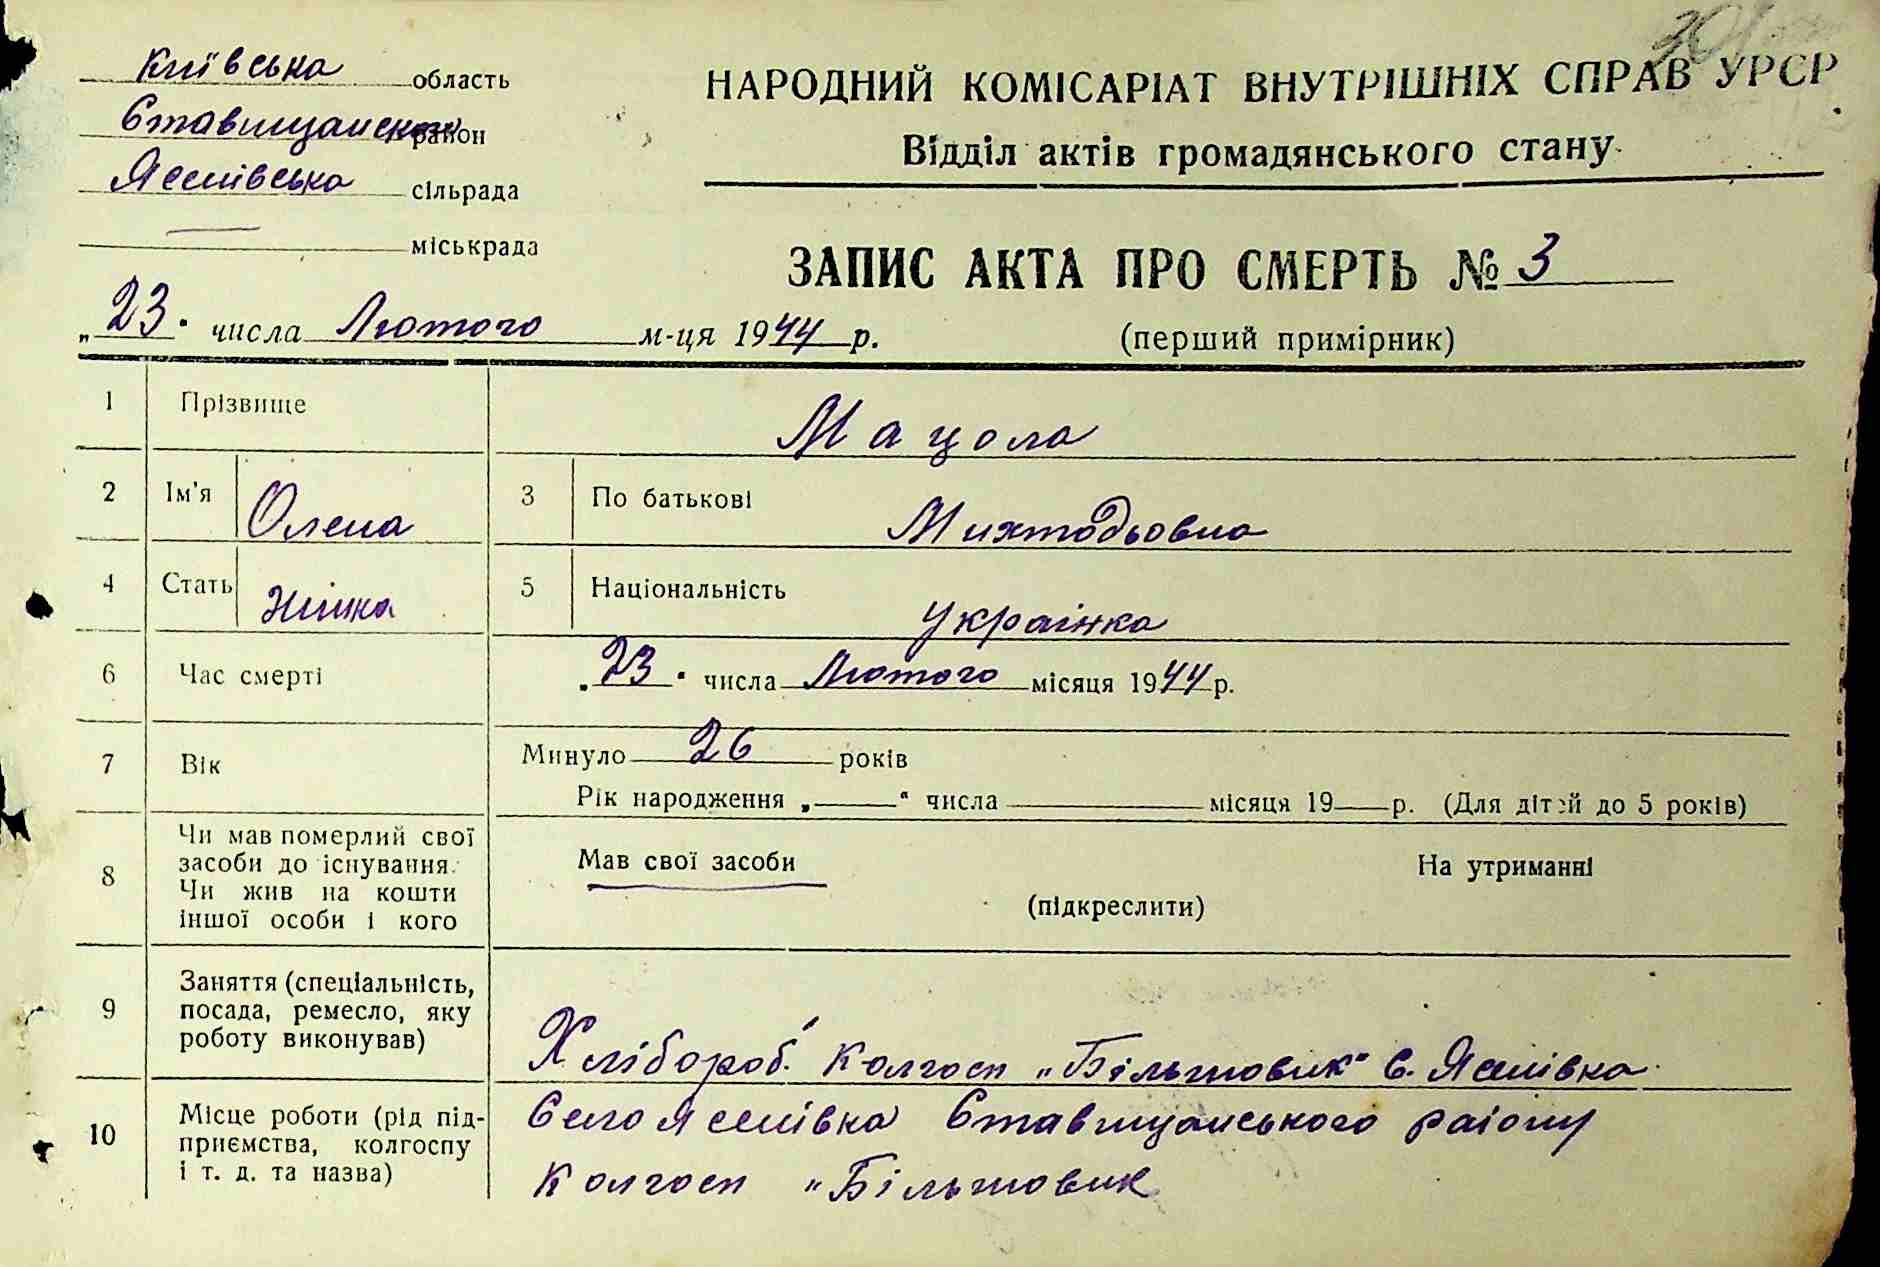 Київська область
Ставищанський район
Яснівська сільрада
міськрада
НАРОДНИЙ КОМІСАРІАТ ВНУТРІШНІХ СПРАВ УРСР
Відділ актів громадянського стану
ЗАПИС АКТА ПРО СМЕРТЬ № 3
„23" числа Лютого м-ця 1944 р.
(перший примірник)
1 Прізвище Мацола
2 Ім'я Олена 3 По батькові Михтодьовна
4 Стать Жінка 5 Національність Українка
6 Час смерті „23" числа Лютого місяця 1944 р.
7 Вік Минуло 26 років
Рік народження „ " числа місяця 19 р. (Для дітей до 5 років)
8 Чи мав померлий свої засоби до існування. Чи жив на кошти іншої особи і кого
Мав свої засоби На утриманні
(підкреслити)
9 Заняття (спеціальність, посада, ремесло, яку роботу виконував)
Хлібороб. Колгосп „Більшовик" с. Яснівка
10 Місце роботи (рід підприємства, колгоспу і т. д. та назва)
Село Яснівка Ставищанського району
Колгосп „Більшовик